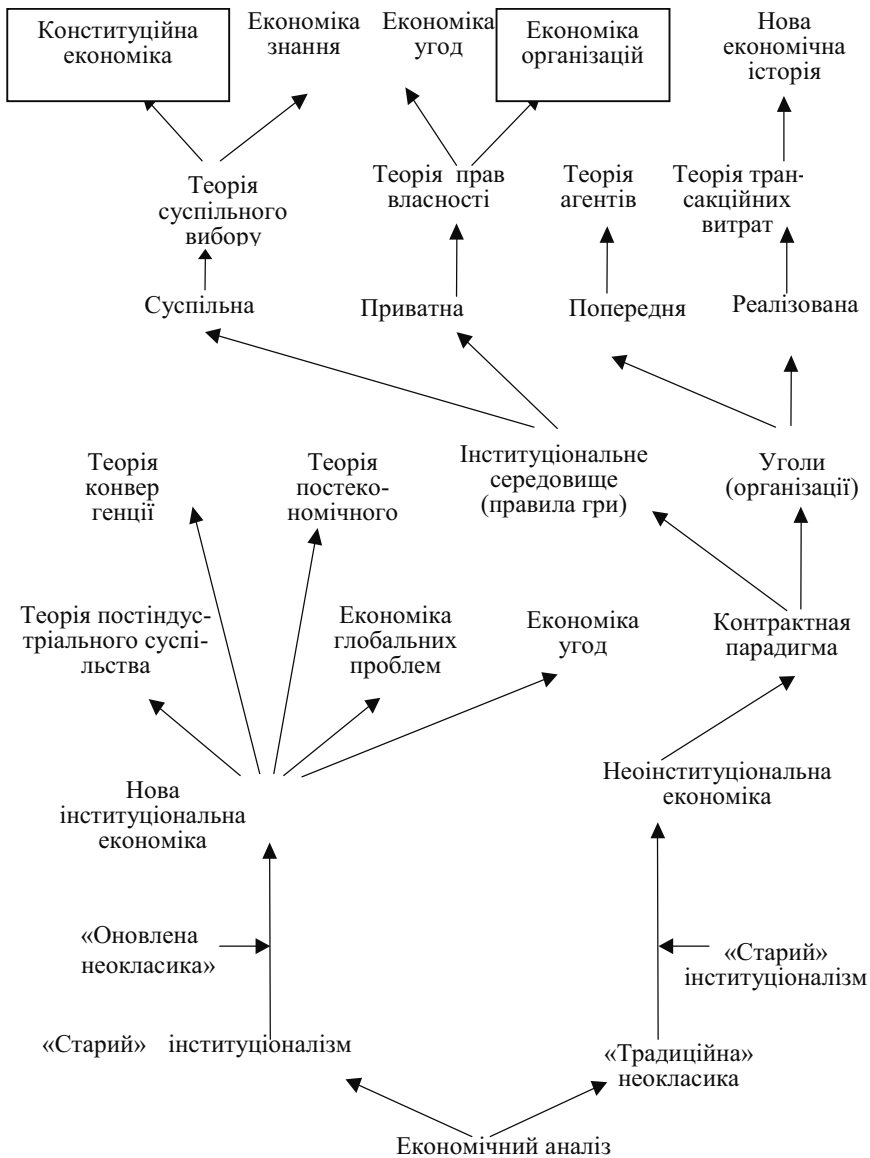 Конституційна
економіка
Економіка
знання
Економіка
угод
Економіка
організацій
Нова
економічна
історія
Теорія
суспільного
вибору
Теорія прав
власності
Теорія
агентів
Теорія тран-
сакційних
витрат
Суспільна
Приватна
Попередня
Реалізована
Теорія
конвер
генції
Теорія
постеко-
номічного
Інституціональне
середовище
(правила гри)
Уголи
(організації)
Теорія постіндус-
тріального суспі-
льства
Економіка
глобальних
проблем
Економіка
угод
Контрактная
парадигма
Нова
інституціональна
економіка
Неоінституціональна
економіка
«Оновлена
неокласика»
«Старий»
інституціоналізм
«Старий» інституціоналізм
«Традиційна»
неокласика
Економічний аналіз